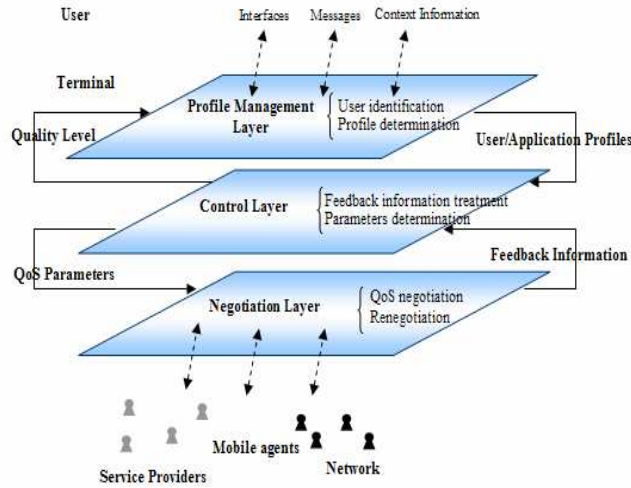 User
Interfaces
Messages
Context Information
Terminal
Profile Management
Layer
User identification
Profile determination
Quality Level
User/Application Profiles
Control Layer
Feedback information treatment
Parameters determination
QoS Parameters
Feedback Information
Negotiation Layer
QoS negotiation
Renegotiation
Mobile agents
Service Providers
Network